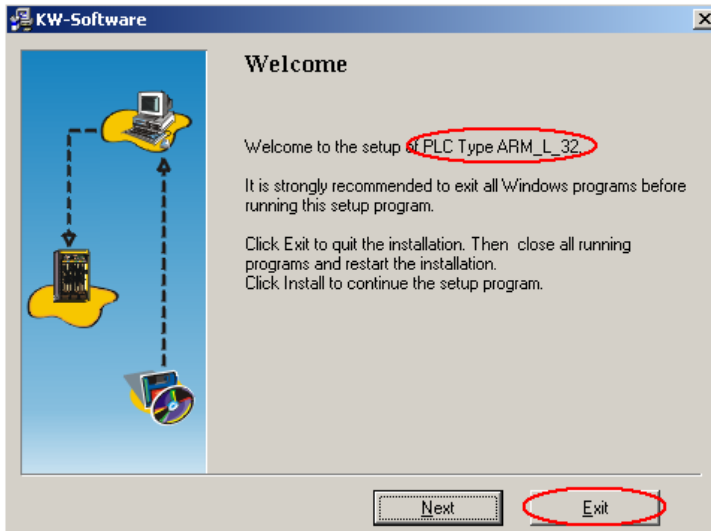 KW-Software
Welcome
Welcome to the setup of PLC Type ARM_L_32.
It is strongly recommended to exit all Windows programs before
running this setup program.
Click Exit to quit the installation. Then  close all running
programs and restart the installation.
Click Install to continue the setup program.
Next
Exit